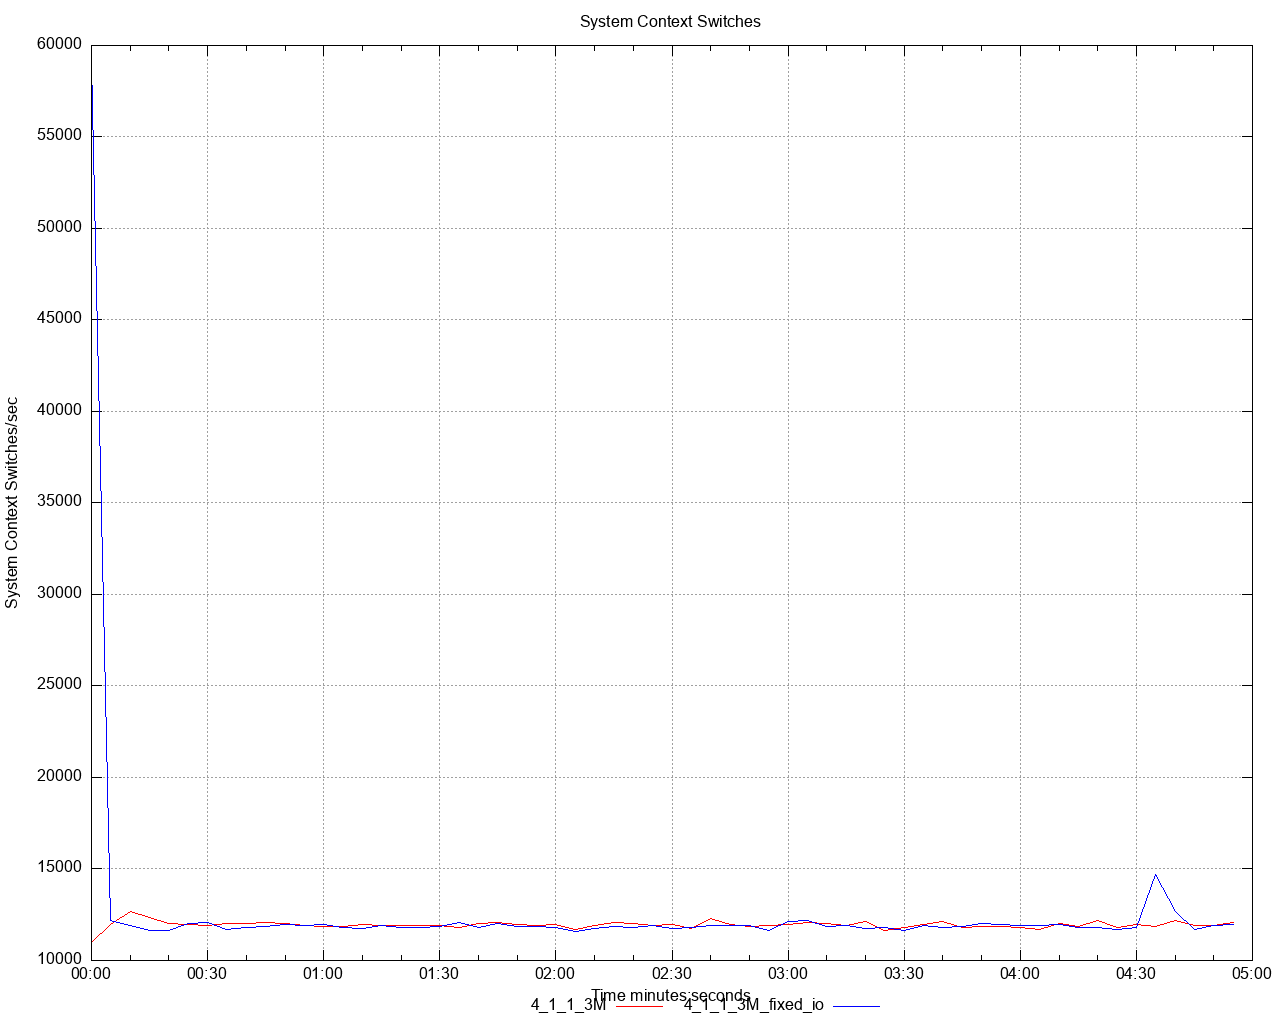 System Context Switches
60000
55000
50000
45000
40000
35000
30000
25000
20000
15000
10000
System Context Switches/sec
00:00 00:30 01:00 01:30 02:00 02:30 03:00 03:30 04:00 04:30 05:00
Time minutes:seconds
4_1_1_3M 4_1_1_3M_fixed_io